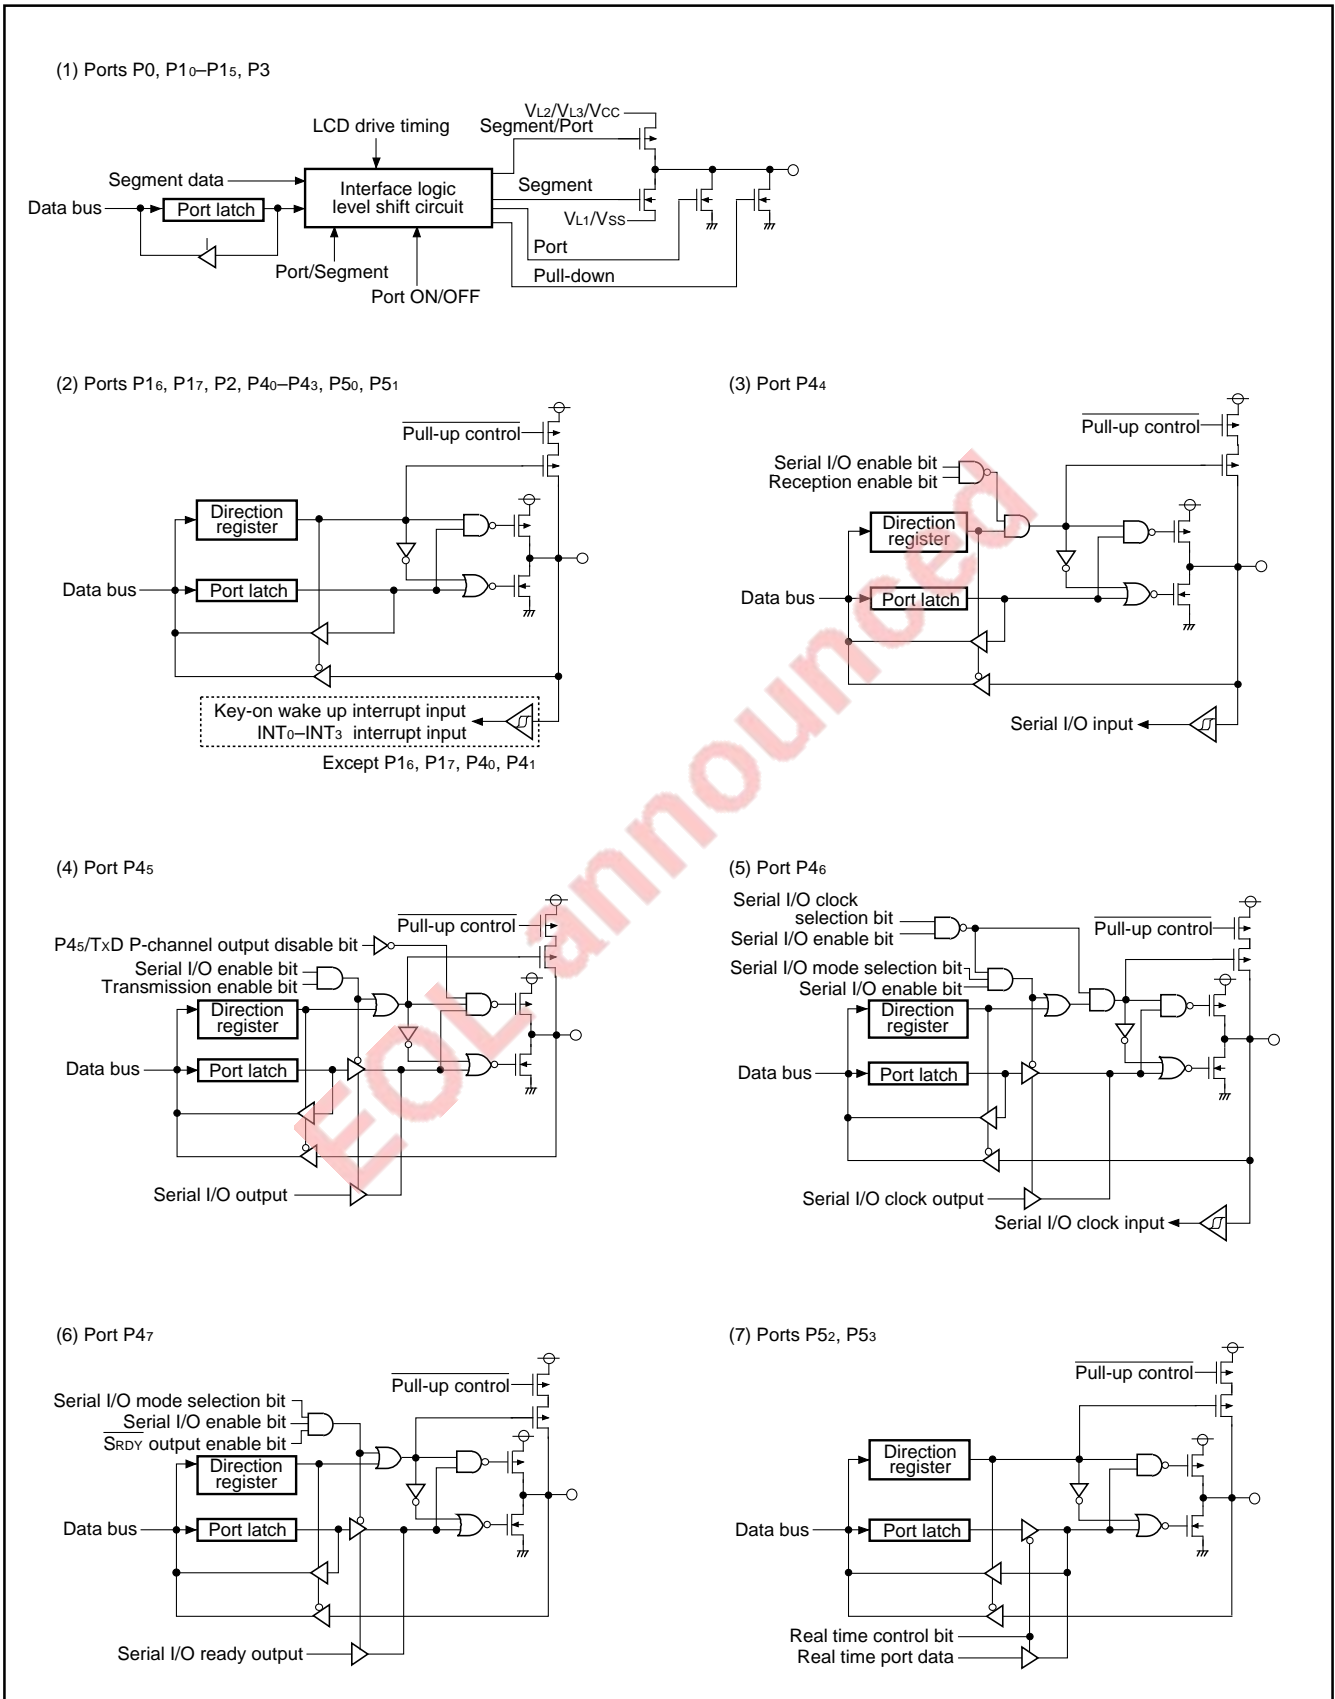 (1) Ports P0, P10–P15, P3
VL2/VL3/VCC
LCD drive timing
Segment/Port
Segment data
Interface logic
level shift circuit
Segment
Data bus
Port latch
VL1/VSS
Port
Port/Segment
Pull-down
Port ON/OFF
(2) Ports P16, P17, P2, P40–P43, P50, P51
Pull-up control
Direction
register
Data bus
Port latch
Key-on wake up interrupt input
INT0–INT3 interrupt input
Except P16, P17, P40, P41
(3) Port P44
Pull-up control
Serial I/O enable bit
Reception enable bit
Direction
register
Data bus
Port latch
Serial I/O input
(4) Port P45
Pull-up control
P45/TXD P-channel output disable bit
Serial I/O enable bit
Transmission enable bit
Direction
register
Data bus
Port latch
Serial I/O output
(5) Port P46
Serial I/O clock
selection bit
Serial I/O enable bit
Pull-up control
Serial I/O mode selection bit
Serial I/O enable bit
Direction
register
Data bus
Port latch
Serial I/O clock output
Serial I/O clock input
(6) Port P47
Pull-up control
Serial I/O mode selection bit
Serial I/O enable bit
SRDY output enable bit
Direction
register
Data bus
Port latch
Serial I/O ready output
(7) Ports P52, P53
Pull-up control
Direction
register
Data bus
Port latch
Real time control bit
Real time port data
EOL announced